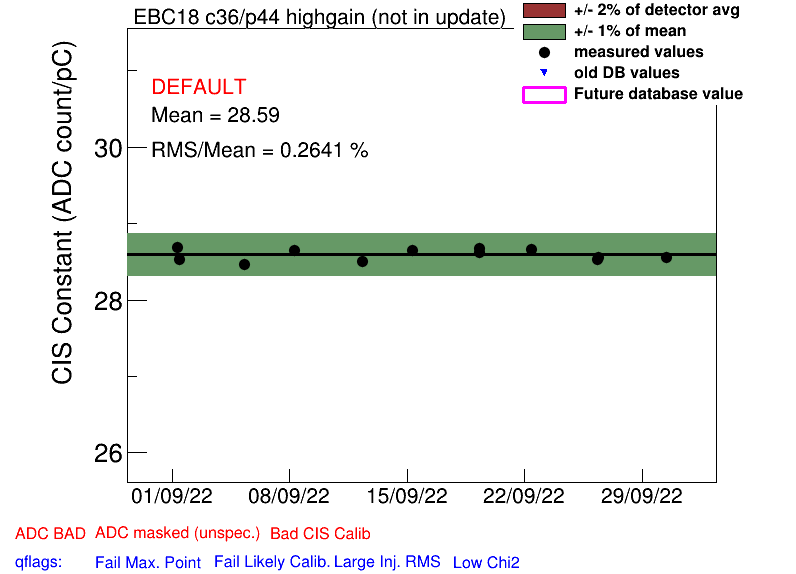 EBC18 c36/p44 highgain (not in update)
+/- 2% of detector avg
+/- 1% of mean
measured values
old DB values
Future database value
DEFAULT
Mean = 28.59
RMS/Mean = 0.2641 %
CIS Constant (ADC count/pC)
30
28
26
01/09/22 08/09/22 15/09/22 22/09/22 29/09/22
ADC BAD ADC masked (unspec.) Bad CIS Calib
qflags: Fail Max. Point Fail Likely Calib. Large Inj. RMS Low Chi2